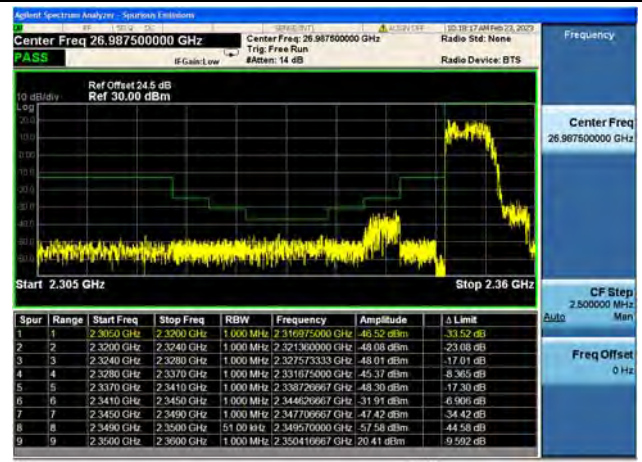 Agilent Spectrum Analyzer - Spurious Emissions
Center Freq 26.987500000 GHz
PASS
IFGain:Low
Center Freq: 26.987500000 GHz
Trig: Free Run
#Atten: 14 dB
10:18:17 AM Feb 23, 2023
Radio Std: None
Radio Device: BTS
Frequency
Ref Offset 24.5 dB
10 dB/div Ref 30.00 dBm
Log
20.0
10.0
0.00
Start 2.305 GHz
Stop 2.36 GHz
Spur Range Start Freq Stop Freq RBW Frequency Amplitude Δ Limit
1 1 2.3050 GHz 2.3200 GHz 1.000 MHz 2.316975000 GHz -46.52 dBm -33.52 dB
2 2 2.3200 GHz 2.3240 GHz 1.000 MHz 2.321360000 GHz -48.08 dBm -23.08 dB
3 3 2.3240 GHz 2.3280 GHz 1.000 MHz 2.327573333 GHz -48.01 dBm -17.01 dB
4 4 2.3280 GHz 2.3370 GHz 1.000 MHz 2.331675000 GHz -45.37 dBm -8.365 dB
5 5 2.3370 GHz 2.3410 GHz 1.000 MHz 2.338726667 GHz -48.30 dBm -17.30 dB
6 6 2.3410 GHz 2.3450 GHz 1.000 MHz 2.344626667 GHz -31.91 dBm -6.906 dB
7 7 2.3450 GHz 2.3490 GHz 1.000 MHz 2.347706667 GHz -47.42 dBm -34.42 dB
8 8 2.3490 GHz 2.3500 GHz 51.00 kHz 2.349570000 GHz -57.58 dBm -44.58 dB
9 9 2.3500 GHz 2.3600 GHz 1.000 MHz 2.350416667 GHz 20.41 dBm -9.592 dB
Center Freq
26.987500000 GHz
CF Step
2.500000 MHz
Auto Man
Freq Offset
0 Hz